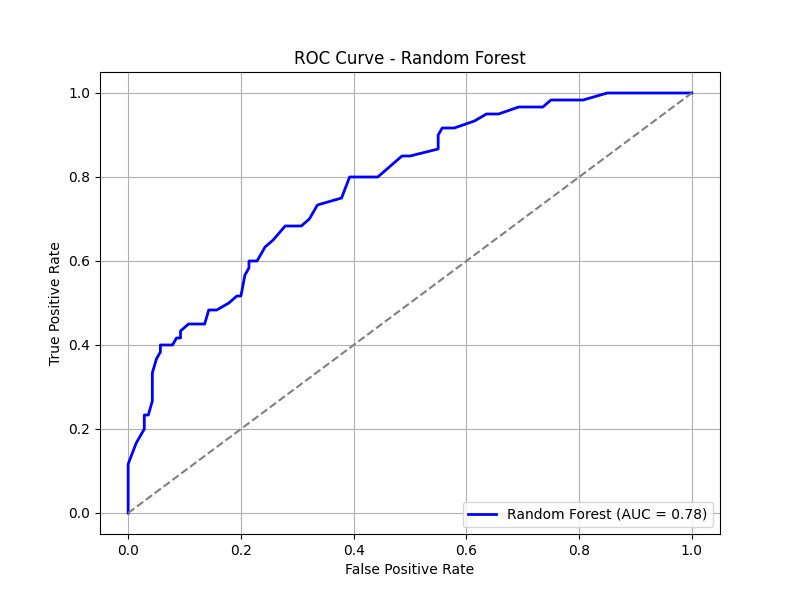 ROC Curve - Random Forest
True Positive Rate
1.0
0.8
0.6
0.4
0.2
0.0
Random Forest (AUC = 0.78)
0.0 0.2 0.4 0.6 0.8 1.0
False Positive Rate